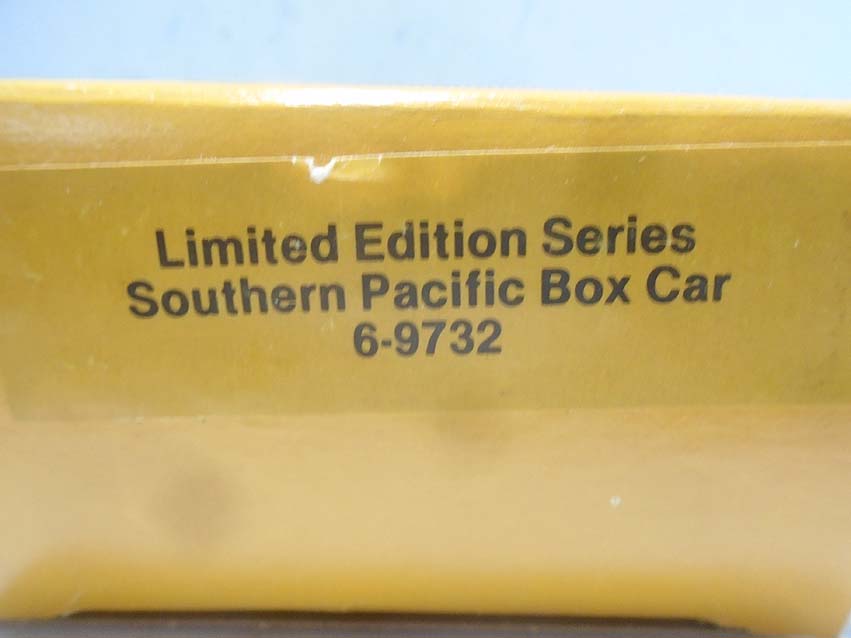 Limited Edition Series
Southern Pacific Box Car
6-9732